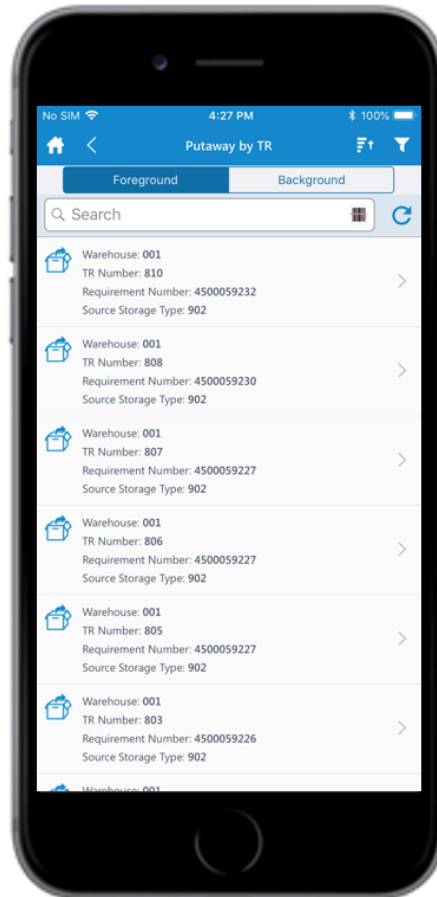 No SIM 4:27 PM 100%
Putaway by TR
Foreground Background
Search
Warehouse: 001
TR Number: 810
Requirement Number: 4500059232
Source Storage Type: 902
Warehouse: 001
TR Number: 808
Requirement Number: 4500059230
Source Storage Type: 902
Warehouse: 001
TR Number: 807
Requirement Number: 4500059227
Source Storage Type: 902
Warehouse: 001
TR Number: 806
Requirement Number: 4500059227
Source Storage Type: 902
Warehouse: 001
TR Number: 805
Requirement Number: 4500059227
Source Storage Type: 902
Warehouse: 001
TR Number: 803
Requirement Number: 4500059226
Source Storage Type: 902
Warehouse: 001